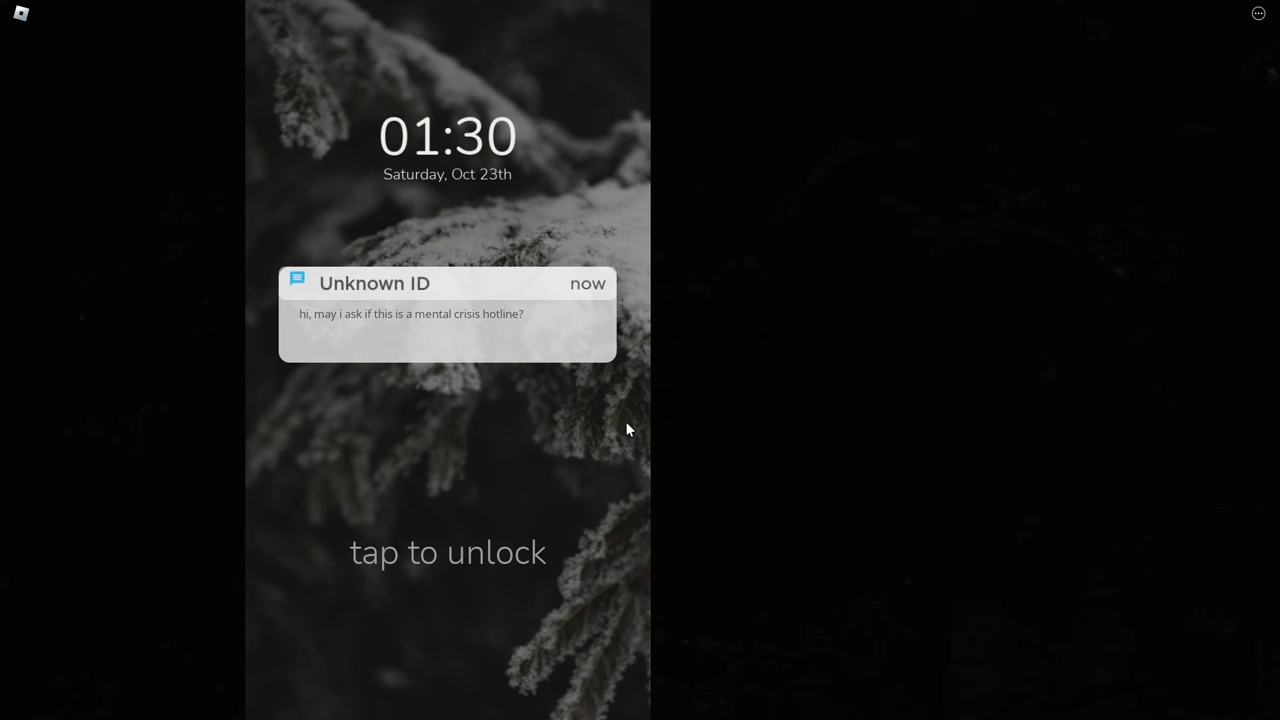 01:30
Saturday, Oct 23th
Unknown ID
now
hi, may i ask if this is a mental crisis hotline?
tap to unlock